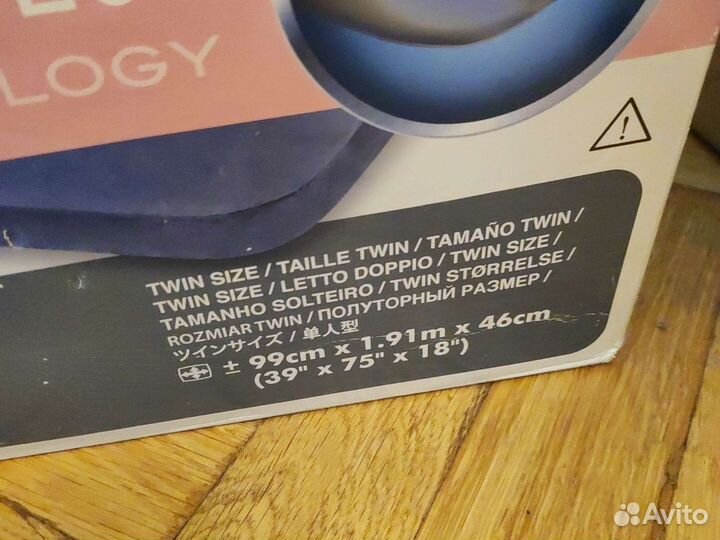 LOGY
TWIN SIZE / TAILLE TWIN / TAMAÑO TWIN /
TWIN SIZE / LETTO DOPPIO / TWIN SIZE /
TAMANHO SOLTEIRO / TWIN STØRRELSE /
ROZMIAR TWIN / ПОЛУТОРНЫЙ РАЗМЕР /
ツインサイズ / 单人型
± 99cm x 1.91m x 46cm
(39" x 75" x 18")
Avito